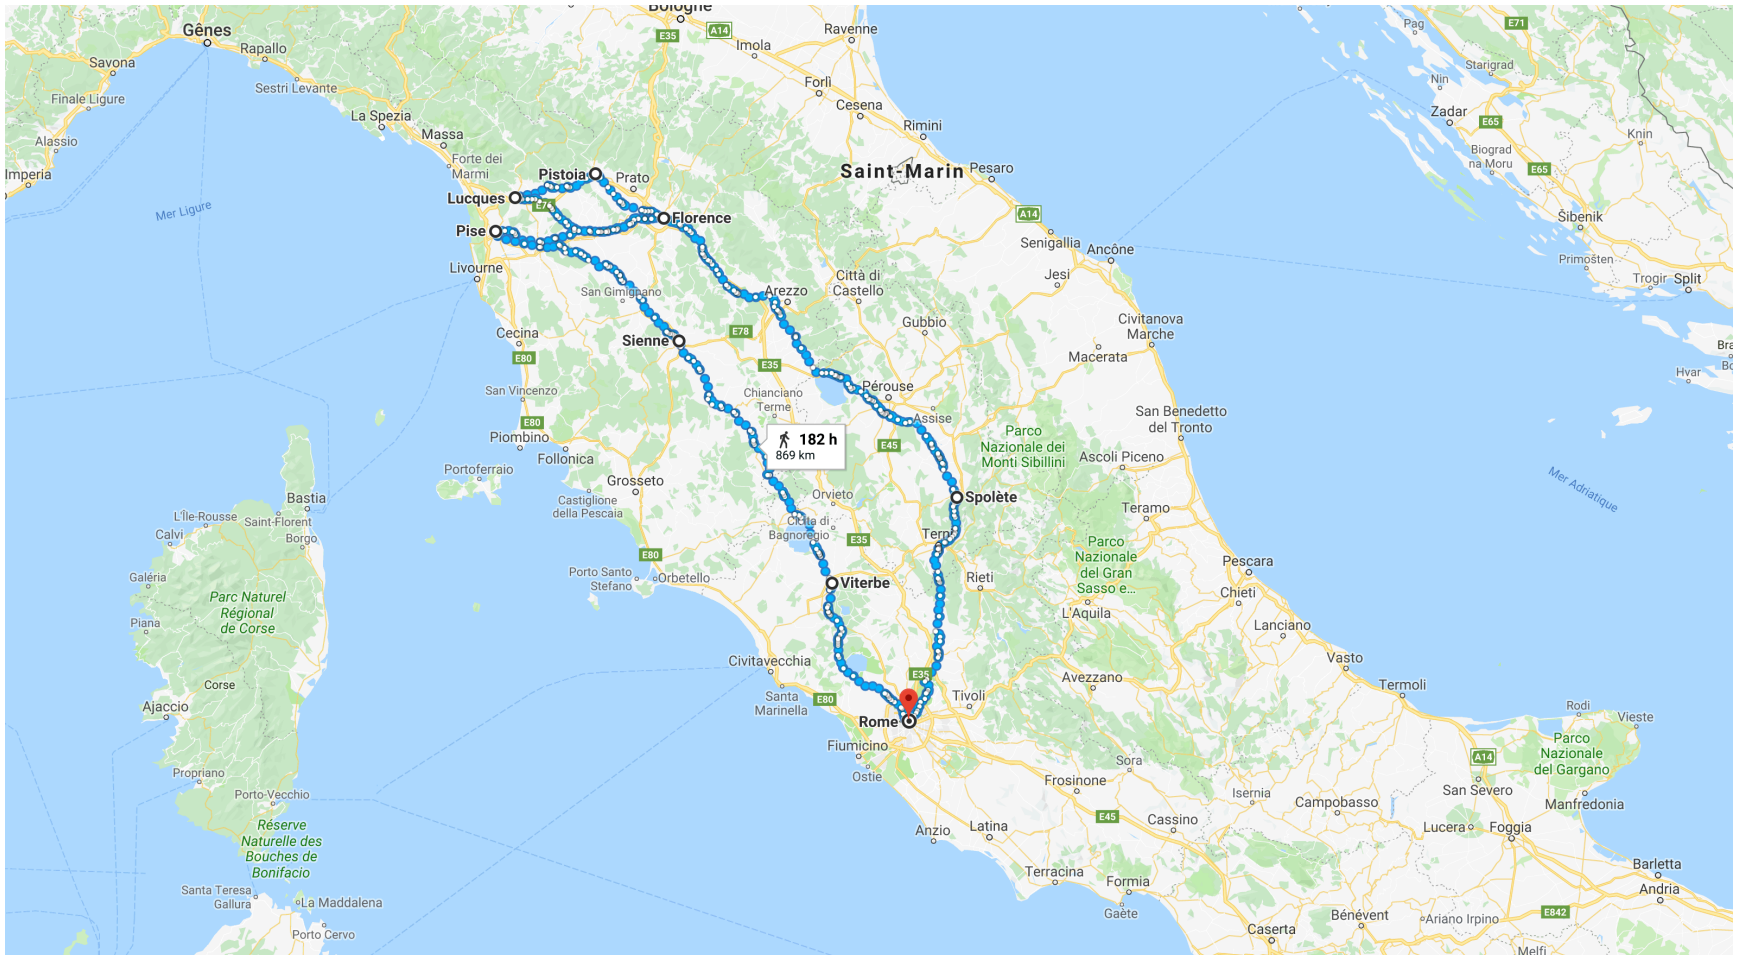 Bologne
Gênes
E35
A14
Ravenne
Pag
E71
Rapallo
Imola
Savona
Starigrad
Forlì
Nin
Sestri Levante
Finale Ligure
Cesena
La Spezia
Zadar
E65
Rimini
Massa
Knin
Alassio
Biograd
na Moru
Forte dei
Marmi
Imperia
Pistoia
Prato
Saint-Marin
Pesaro
E65
Lucques
E76
Mer Ligure
Florence
A14
Šibenik
Pise
Senigallia
Ancône
Primošten
Livourne
Jesi
Trogir
Split
Città di
Castello
San Gimignano
Arezzo
Gubbio
Civitanova
Marche
Cecina
E78
Sienne
Macerata
E80
E35
Hvar
Pérouse
San Vincenzo
Chianciano
Terme
Assise
San Benedetto
del Tronto
E80
Parco
Nazionale dei
Monti Sibillini
Piombino
182 h
869 km
E45
Follonica
Ascoli Piceno
Portoferraio
Grosseto
Mer Adriatique
Bastia
Orvieto
Spolète
Castiglione
della Pescaia
L'Île-Rousse
Saint-Florent
Teramo
Calvi
Borgo
Civita di
Bagnoregio
E35
Terni
E80
Parco
Nazionale
del Gran
Sasso e...
Galéria
Porto Santo
Stefano
Orbetello
Viterbe
Rieti
Pescara
Chieti
Parc Naturel
Régional
de Corse
L'Aquila
Piana
Lanciano
Civitavecchia
Vasto
Corse
E35
Avezzano
Termoli
Santa
Marinella
E80
Tivoli
Ajaccio
Rodi
Vieste
Rome
Fiumicino
Parco
Nazionale
del Gargano
A14
Ostie
Sora
Propriano
Frosinone
San Severo
Porto-Vecchio
Isernia
Campobasso
Manfredonia
E45
Cassino
Réserve
Naturelle des
Bouches de
Bonifacio
Anzio
Latina
Lucera
Foggia
Terracina
Formia
Barletta
Andria
Santa Teresa
Gallura
La Maddalena
Gaète
Bénévent
Ariano Irpino
E842
Porto Cervo
Caserta
Melfi